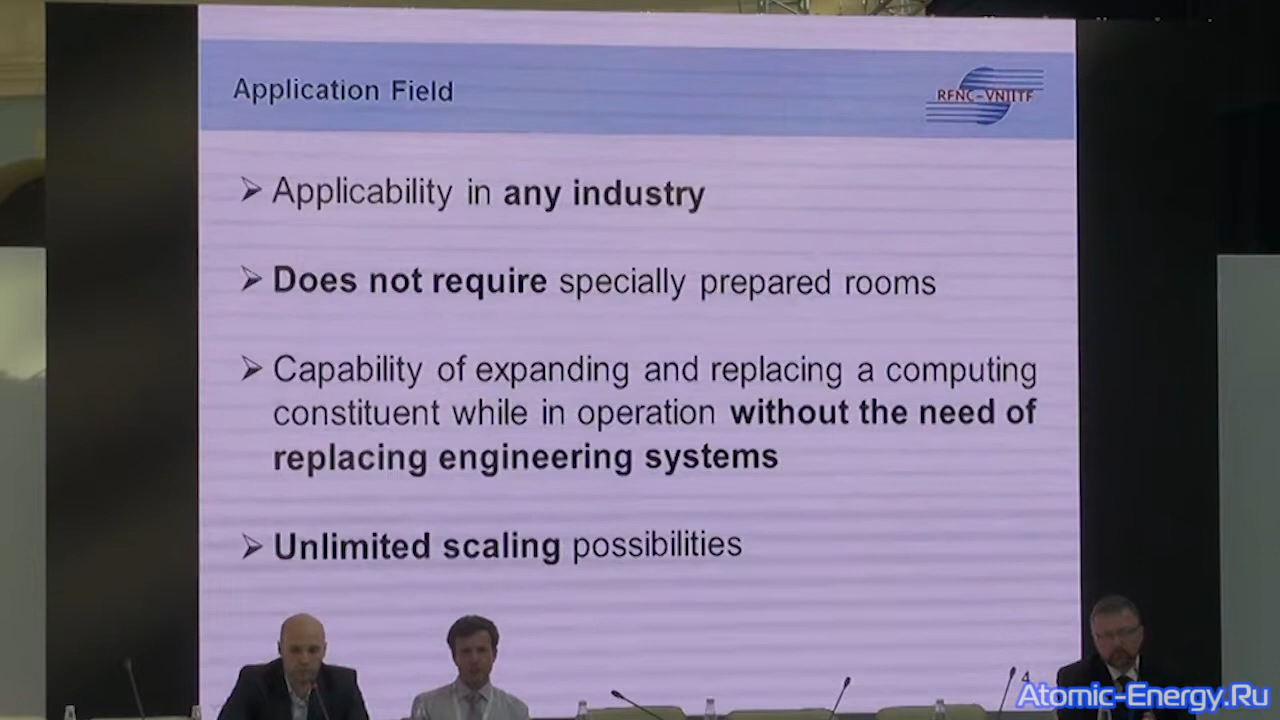 Application Field
RFNC-VNIITF
➢ Applicability in any industry
➢ Does not require specially prepared rooms
➢ Capability of expanding and replacing a computing
constituent while in operation without the need of
replacing engineering systems
➢ Unlimited scaling possibilities
4
Atomic-Energy.Ru